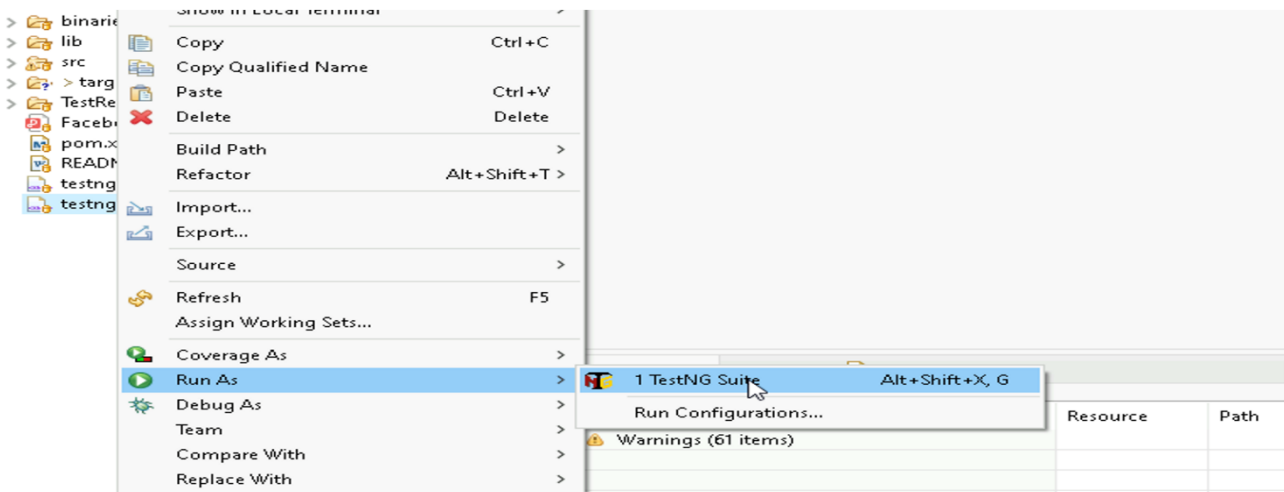 Show In Local Terminal >
> binarie
> lib
> src
> > targ
> TestRe
Facebo
pom.x
READM
testng
testng
Copy Ctrl+C
Copy Qualified Name
Paste Ctrl+V
Delete Delete
Build Path >
Refactor Alt+Shift+T >
Import...
Export...
Source >
Refresh F5
Assign Working Sets...
Coverage As >
Run As >
Debug As >
Team >
Compare With >
Replace With >
1 TestNG Suite Alt+Shift+X, G
Run Configurations...
Resource Path
Warnings (61 items)